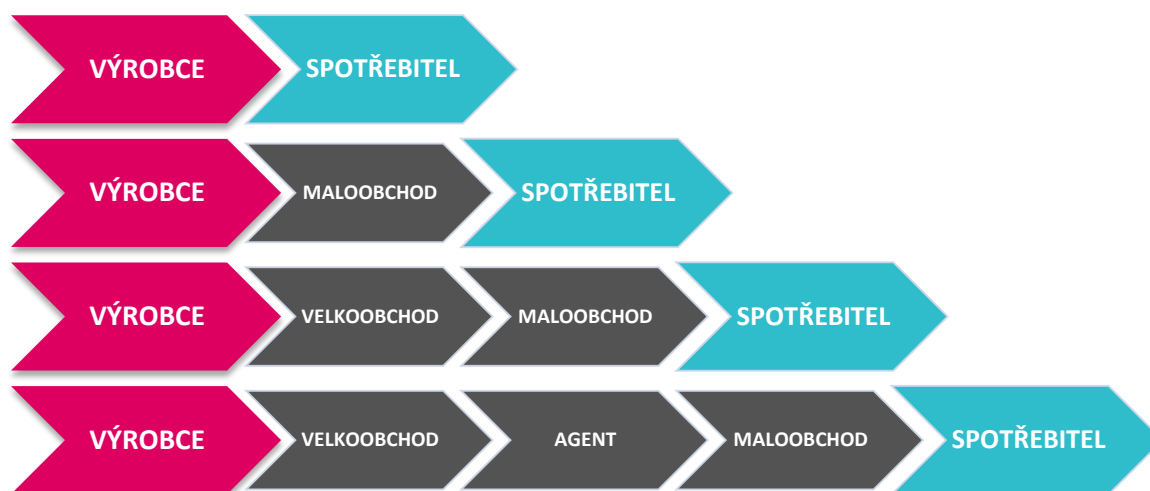 VÝROBCE SPOTŘEBITEL
VÝROBCE MALOOBCHOD SPOTŘEBITEL
VÝROBCE VELKOOBCHOD MALOOBCHOD SPOTŘEBITEL
VÝROBCE VELKOOBCHOD AGENT MALOOBCHOD SPOTŘEBITEL